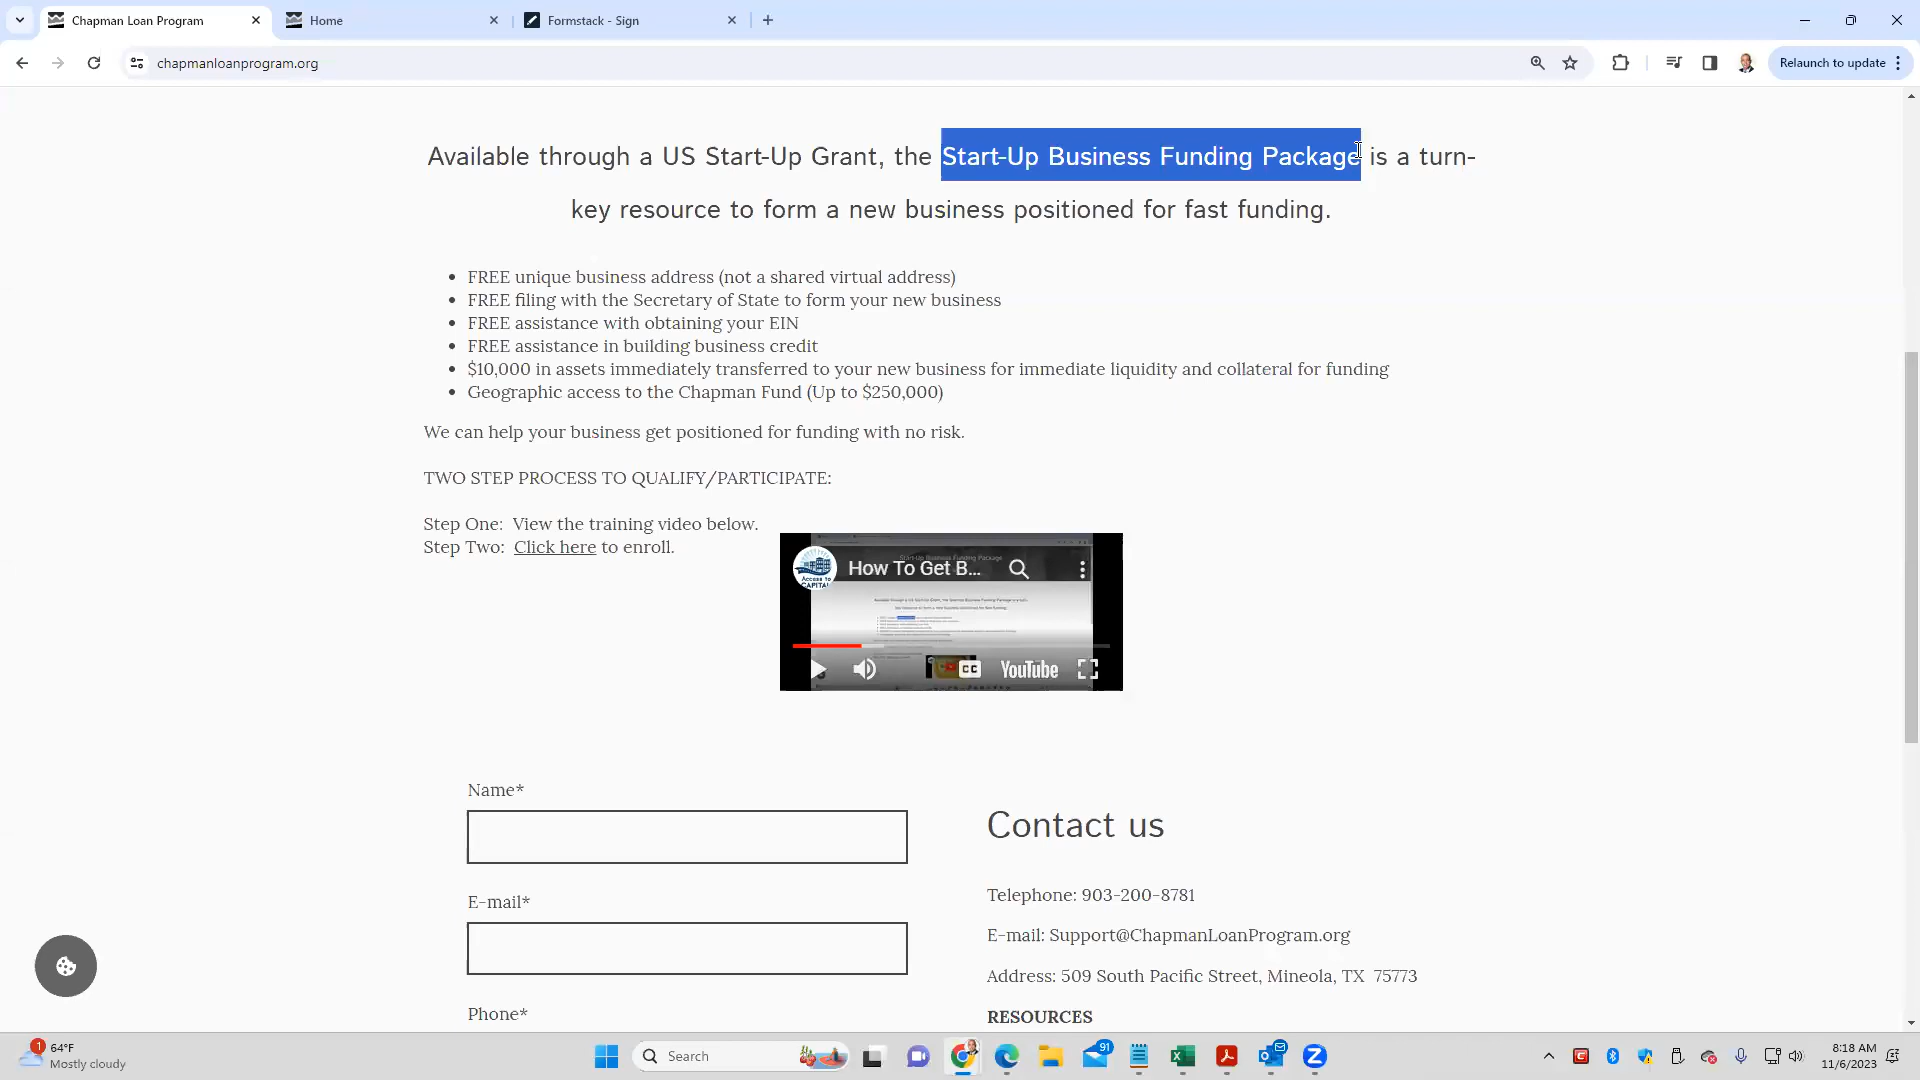 Chapman Loan Program
Home
Formstack - Sign
chapmanloanprogram.org
Relaunch to update
Available through a US Start-Up Grant, the Start-Up Business Funding Package is a turn-
key resource to form a new business positioned for fast funding.
FREE unique business address (not a shared virtual address)
FREE filing with the Secretary of State to form your new business
FREE assistance with obtaining your EIN
FREE assistance in building business credit
$10,000 in assets immediately transferred to your new business for immediate liquidity and collateral for funding
Geographic access to the Chapman Fund (Up to $250,000)
We can help your business get positioned for funding with no risk.
TWO STEP PROCESS TO QUALIFY/PARTICIPATE:
Step One: View the training video below.
Step Two: Click here to enroll.
Access to
CAPITAL
How To Get B...
CC
YouTube
Name*
E-mail*
Phone*
Contact us
Telephone: 903-200-8781
E-mail: Support@ChapmanLoanProgram.org
Address: 509 South Pacific Street, Mineola, TX 75773
RESOURCES
1
64°F
Mostly cloudy
Search
91
8:18 AM
11/6/2023